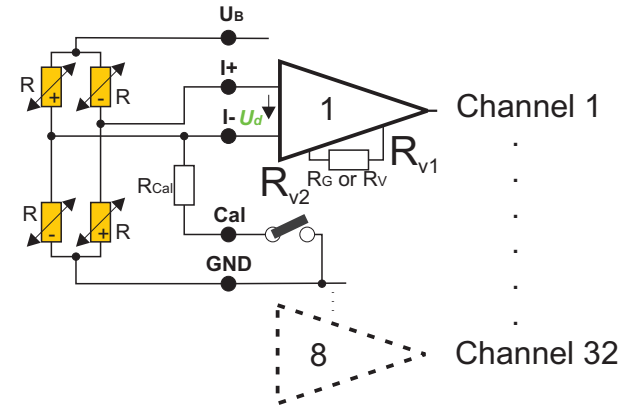 UB
I+
R
+
-
R
1
Channel 1
I-
Ud
Rv1
RCal
Rv2
RG or RV
R
-
+
R
Cal
GND
8
Channel 32